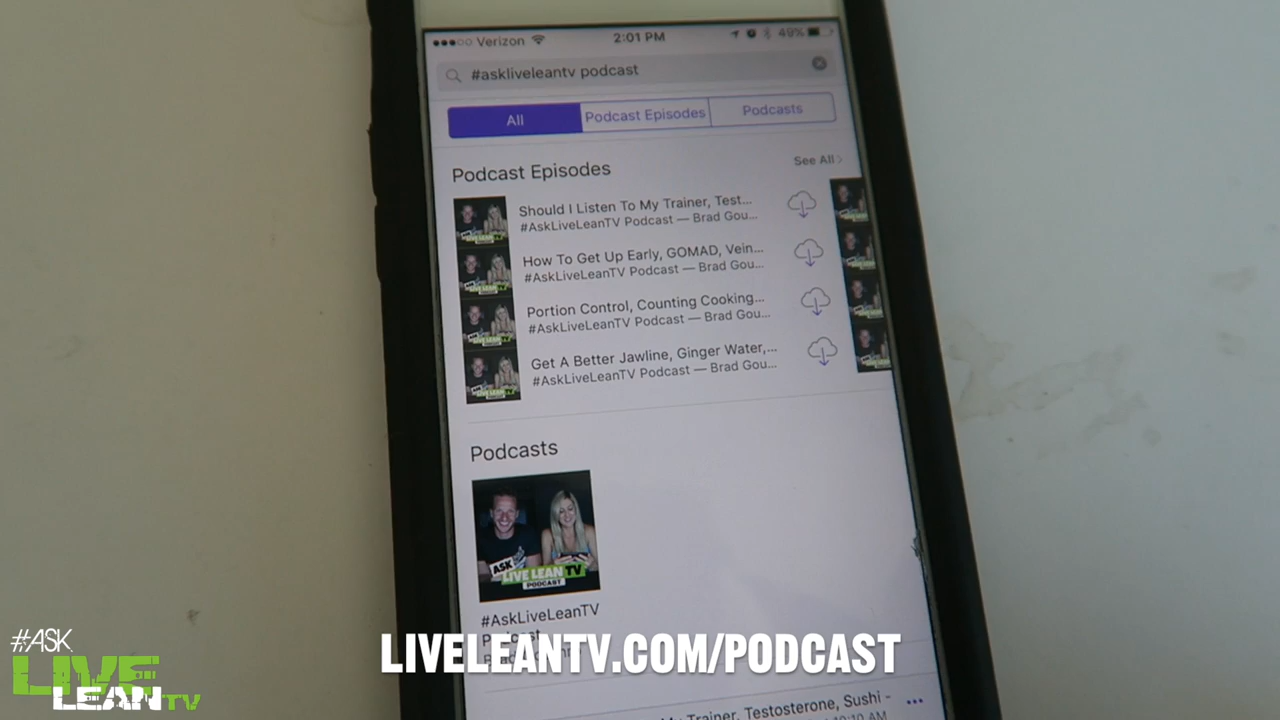 Verizon 2:01 PM 49%
#askliveleantv podcast
All Podcast Episodes Podcasts
Podcast Episodes See All >
Should I Listen To My Trainer, Test...
#AskLiveLeanTV Podcast — Brad Gou...
How To Get Up Early, GOMAD, Vein...
#AskLiveLeanTV Podcast — Brad Gou...
Portion Control, Counting Cooking...
#AskLiveLeanTV Podcast — Brad Gou...
Get A Better Jawline, Ginger Water,...
#AskLiveLeanTV Podcast — Brad Gou...
Podcasts
ASK
LIVE LEAN TV
PODCAST
#AskLiveLeanTV
LIVELEANTV.COM/PODCAST
Trainer, Testosterone, Sushi -
#ASK
LIVE
LEANTV